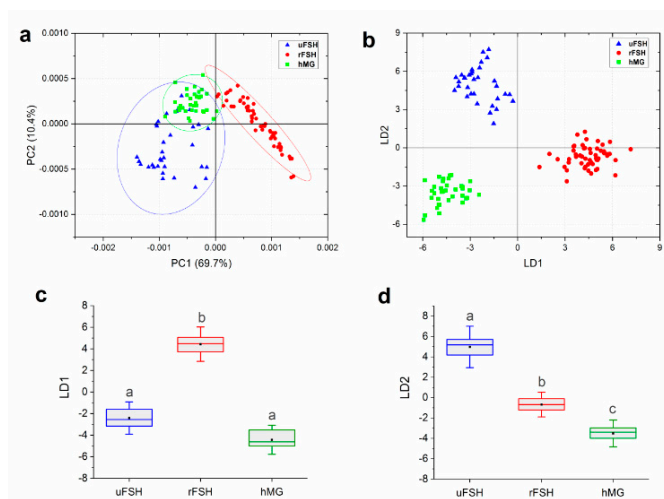 a
0.0010
0.0005
0.0000
-0.0005
-0.0010
PC2 (10.4%)
uFSH
rFSH
hMG
-0.002
-0.001
0.000
0.001
0.002
PC1 (69.7%)
b
9
6
3
0
-3
-6
LD2
uFSH
rFSH
hMG
-6
-3
0
3
6
9
LD1
c
8
6
4
2
0
-2
-4
-6
-8
LD1
a
b
a
uFSH
rFSH
hMG
d
8
6
4
2
0
-2
-4
-6
-8
LD2
a
b
c
uFSH
rFSH
hMG